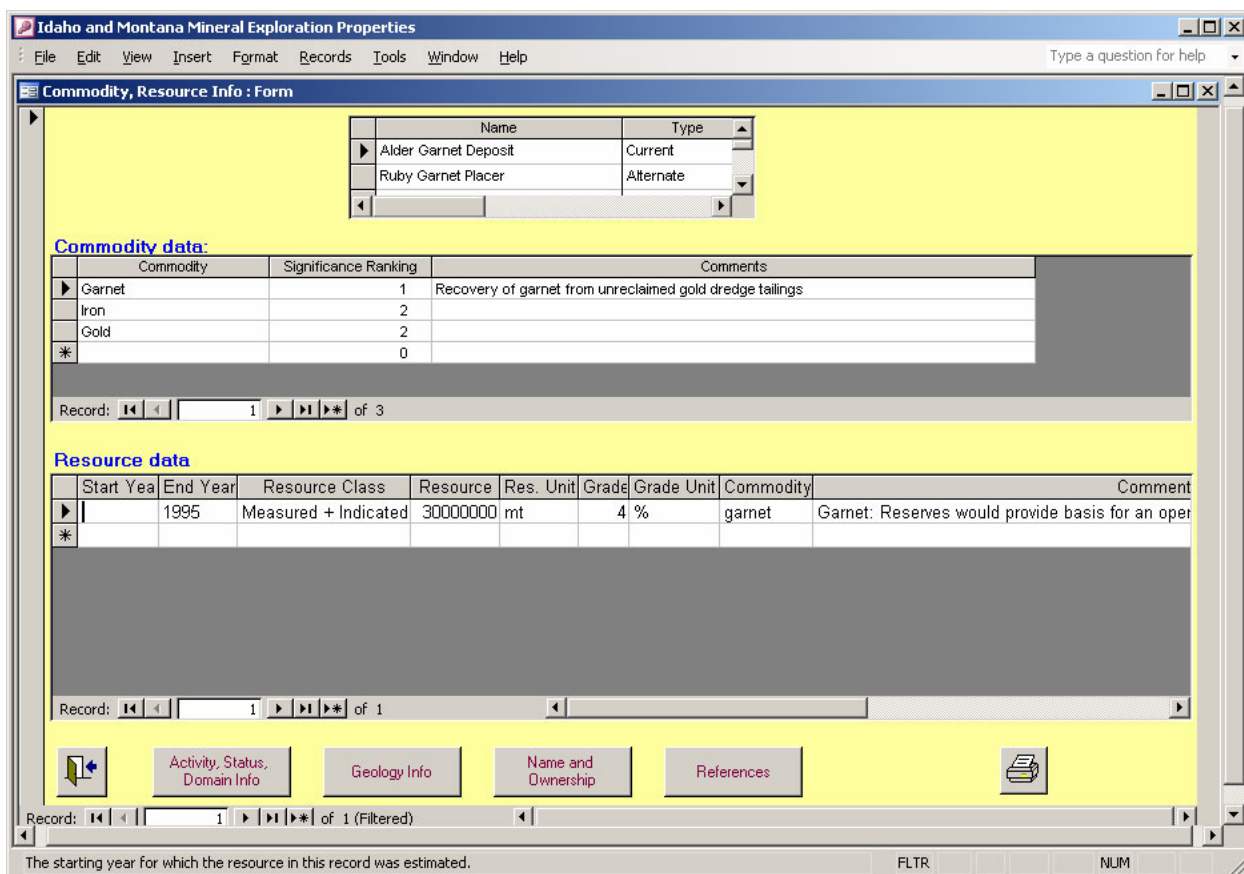 Idaho and Montana Mineral Exploration Properties
File Edit View Insert Format Records Tools Window Help Type a question for help
Commodity, Resource Info : Form
Name Type
Alder Garnet Deposit Current
Ruby Garnet Placer Alternate
Commodity data:
Commodity Significance Ranking Comments
Garnet 1 Recovery of garnet from unreclaimed gold dredge tailings
Iron 2
Gold 2
0
Record: 1 of 3
Resource data
Start Yea End Year Resource Class Resource Res. Unit Grade Grade Unit Commodity Comment
1995 Measured + Indicated 30000000 mt 4 % garnet Garnet: Reserves would provide basis for an oper
Record: 1 of 1
Activity, Status, Domain Info Geology Info Name and Ownership References
Record: 1 of 1 (Filtered)
The starting year for which the resource in this record was estimated. FLTR NUM